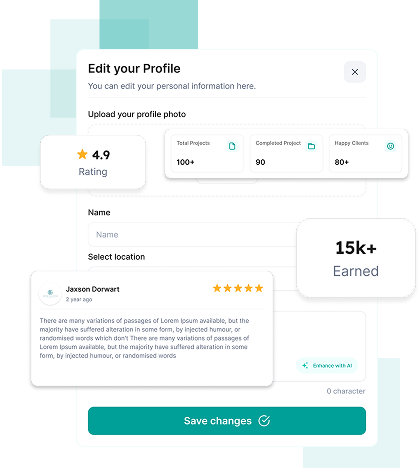 Edit your Profile
You can edit your personal information here.
Upload your profile photo
4.9
Rating
Total Projects
100+
Completed Project
90
Happy Clients
80+
Name
Name
Select location
15k+
Earned
Jaxson Dorwart
2 year ago
There are many variations of passages of Lorem Ipsum available, but the
majority have suffered alteration in some form, by injected humour, or
randomised words which don't There are many variations of passages of
Lorem Ipsum available, but the majority have suffered alteration in some
form, by injected humour, or randomised words
Enhance with AI
0 character
Save changes